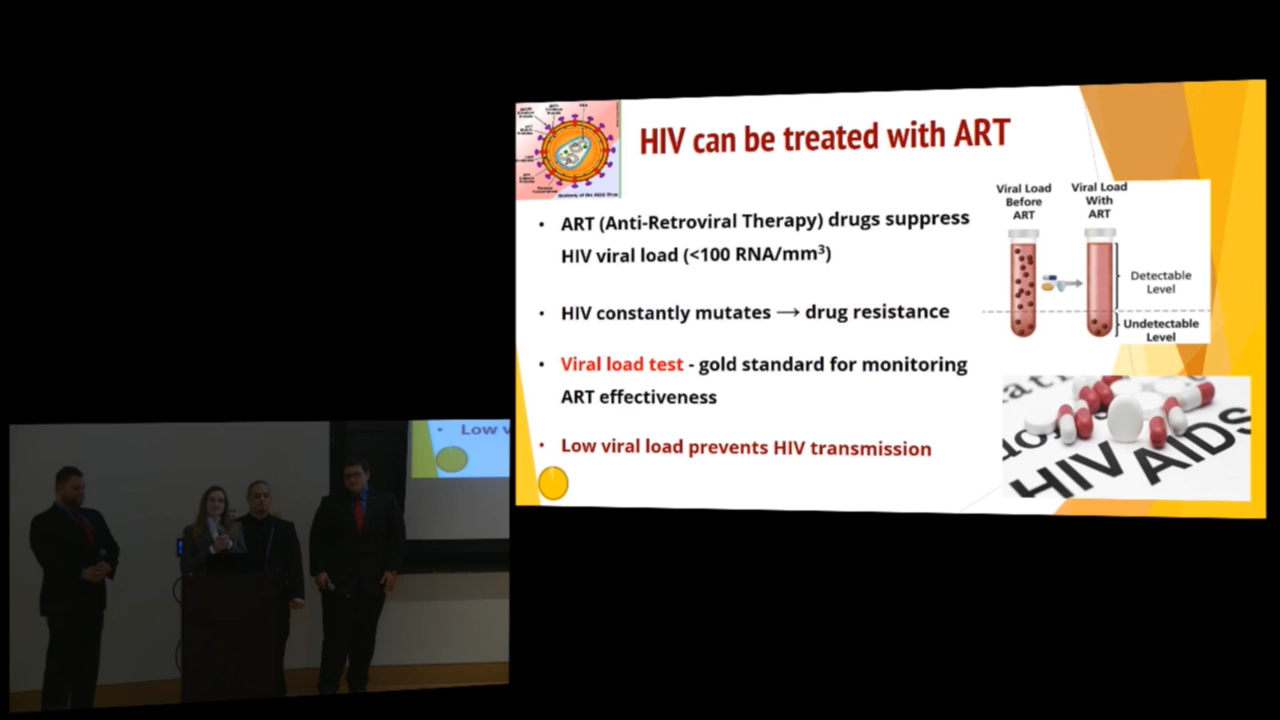 HIV can be treated with ART
• ART (Anti-Retroviral Therapy) drugs suppress
HIV viral load (<100 RNA/mm³)
• HIV constantly mutates → drug resistance
• Viral load test - gold standard for monitoring
ART effectiveness
• Low viral load prevents HIV transmission
Viral Load
Before
ART
Viral Load
With
ART
Detectable
Level
Undetectable
Level
HIV
AIDS
• Low v